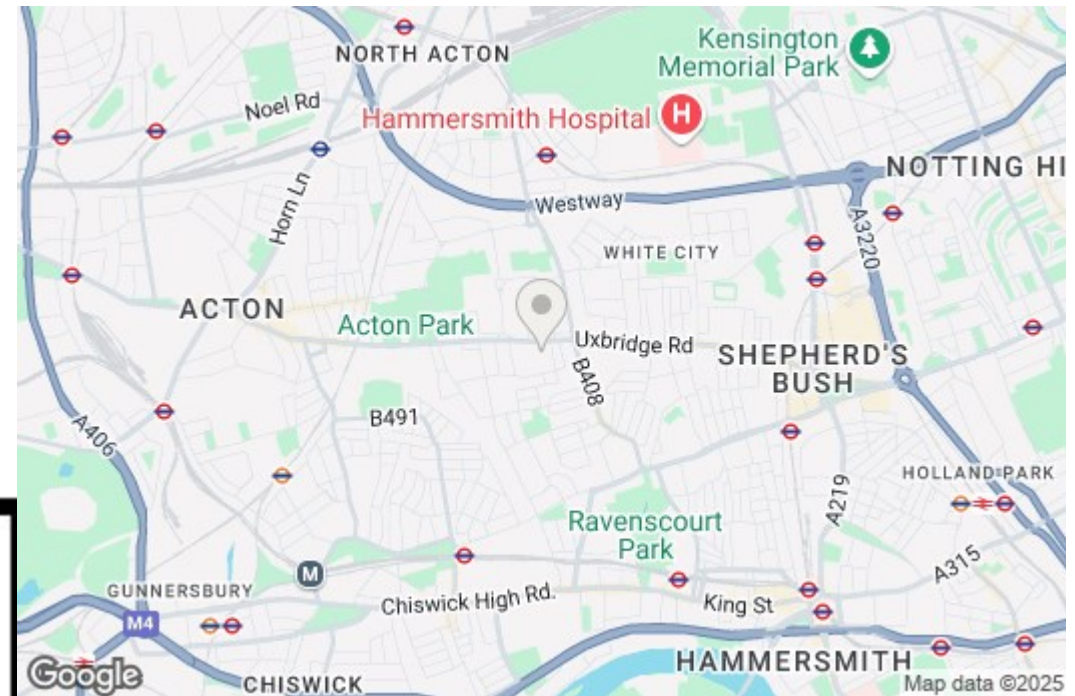 NORTH ACTON
Kensington
Memorial Park
Noel Rd
Hammersmith Hospital
H
NOTTING HI
Horn Ln
Westway
A3220
WHITE CITY
ACTON
Acton Park
Uxbridge Rd
SHEPHERD'S
BUSH
B408
B491
A406
HOLLAND PARK
A219
Ravenscourt
Park
A315
M
GUNNERSBURY
Chiswick High Rd.
King St
M4
HAMMERSMITH
Google
CHISWICK
Map data ©2025